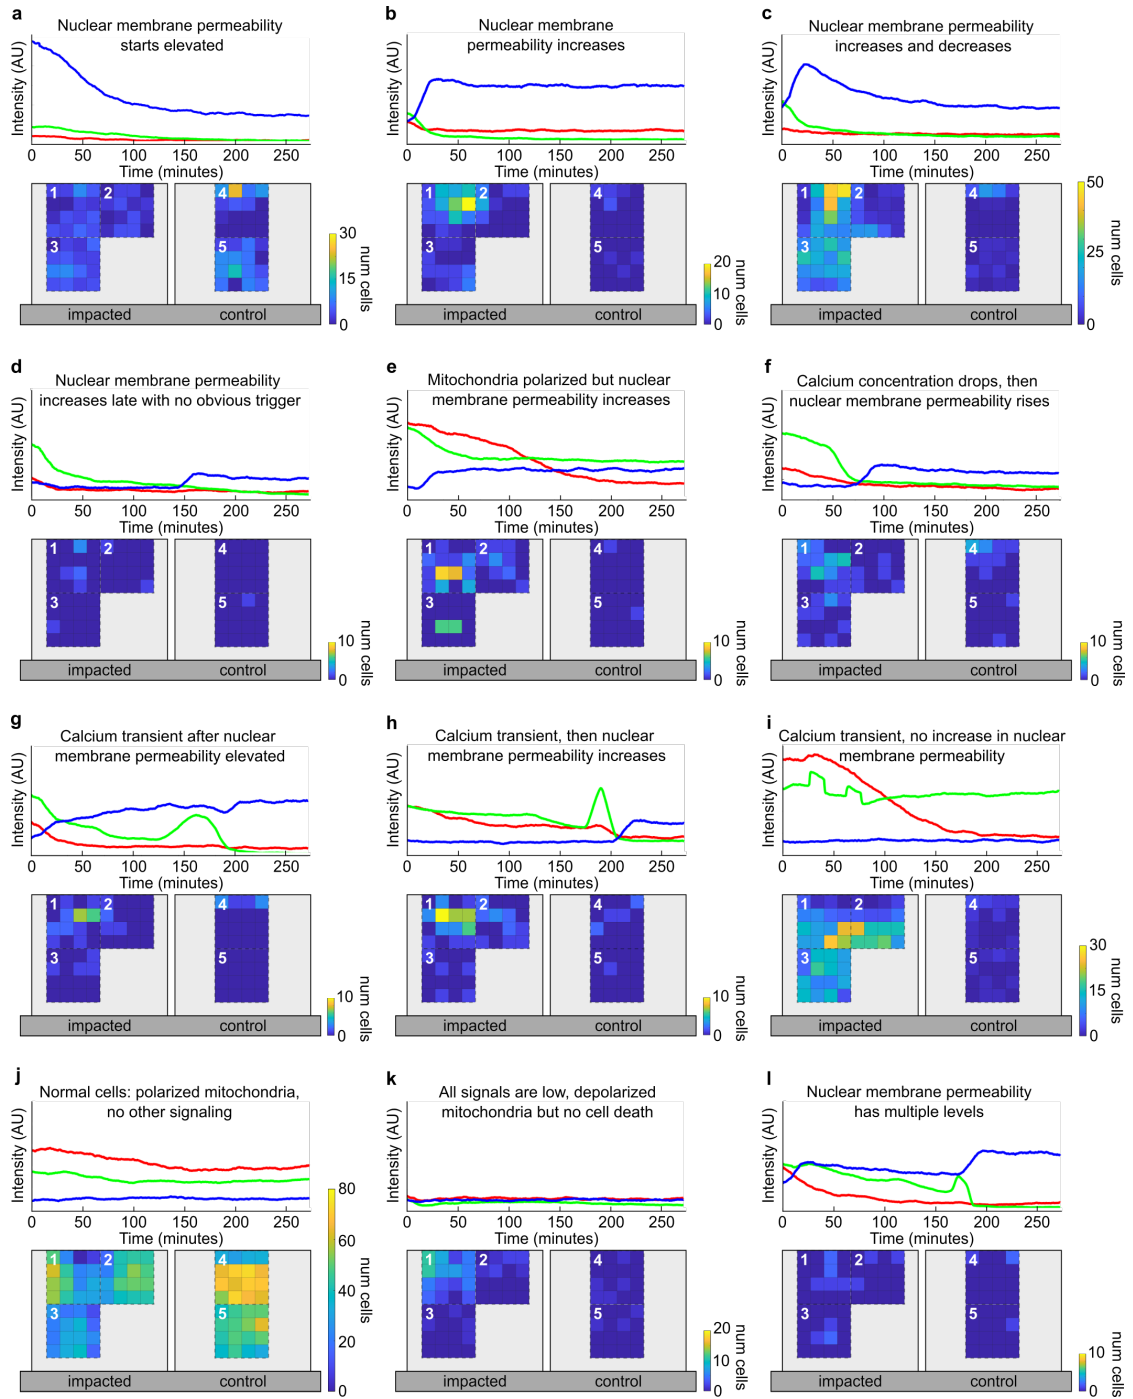 a
Nuclear membrane permeability
starts elevated
Intensity (AU)
0 50 100 150 200 250
Time (minutes)
1 2 3 4 5
30
15
0
num cells
impacted control
b
Nuclear membrane
permeability increases
Intensity (AU)
0 50 100 150 200 250
Time (minutes)
1 2 3 4 5
20
10
0
num cells
impacted control
c
Nuclear membrane permeability
increases and decreases
Intensity (AU)
0 50 100 150 200 250
Time (minutes)
1 2 3 4 5
50
25
0
num cells
impacted control
d
Nuclear membrane permeability
increases late with no obvious trigger
Intensity (AU)
0 50 100 150 200 250
Time (minutes)
1 2 3 4 5
10
0
num cells
impacted control
e
Mitochondria polarized but nuclear
membrane permeability increases
Intensity (AU)
0 50 100 150 200 250
Time (minutes)
1 2 3 4 5
10
0
num cells
impacted control
f
Calcium concentration drops, then
nuclear membrane permeability rises
Intensity (AU)
0 50 100 150 200 250
Time (minutes)
1 2 3 4 5
10
0
num cells
impacted control
g
Calcium transient after nuclear
membrane permeability elevated
Intensity (AU)
0 50 100 150 200 250
Time (minutes)
1 2 3 4 5
10
0
num cells
impacted control
h
Calcium transient, then nuclear
membrane permeability increases
Intensity (AU)
0 50 100 150 200 250
Time (minutes)
1 2 3 4 5
10
0
num cells
impacted control
i
Calcium transient, no increase in nuclear
membrane permeability
Intensity (AU)
0 50 100 150 200 250
Time (minutes)
1 2 3 4 5
30
15
0
num cells
impacted control
j
Normal cells: polarized mitochondria,
no other signaling
Intensity (AU)
0 50 100 150 200 250
Time (minutes)
1 2 3 4 5
80
60
40
20
0
num cells
impacted control
k
All signals are low, depolarized
mitochondria but no cell death
Intensity (AU)
0 50 100 150 200 250
Time (minutes)
1 2 3 4 5
20
10
0
num cells
impacted control
l
Nuclear membrane permeability
has multiple levels
Intensity (AU)
0 50 100 150 200 250
Time (minutes)
1 2 3 4 5
10
0
num cells
impacted control